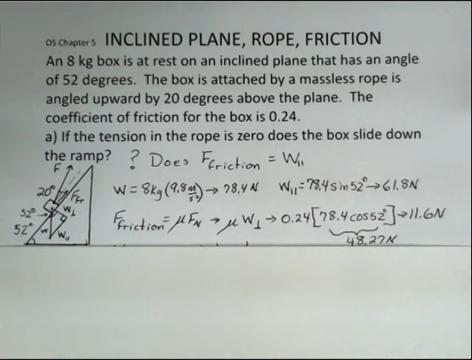 OS Chapter 5 INCLINED PLANE, ROPE, FRICTION
An 8 kg box is at rest on an inclined plane that has an angle
of 52 degrees. The box is attached by a massless rope is
angled upward by 20 degrees above the plane. The
coefficient of friction for the box is 0.24.
a) If the tension in the rope is zero does the box slide down
the ramp? ? Does Ffriction = W||
F
20° Ffr
W = 8kg (9.8 m/s²) → 78.4N W|| = 78.4 sin 52° → 61.8N
52° W⊥
Ffriction = μFN → μW⊥ → 0.24[78.4 cos 52°] → 11.6N
52° W W||
48.27N